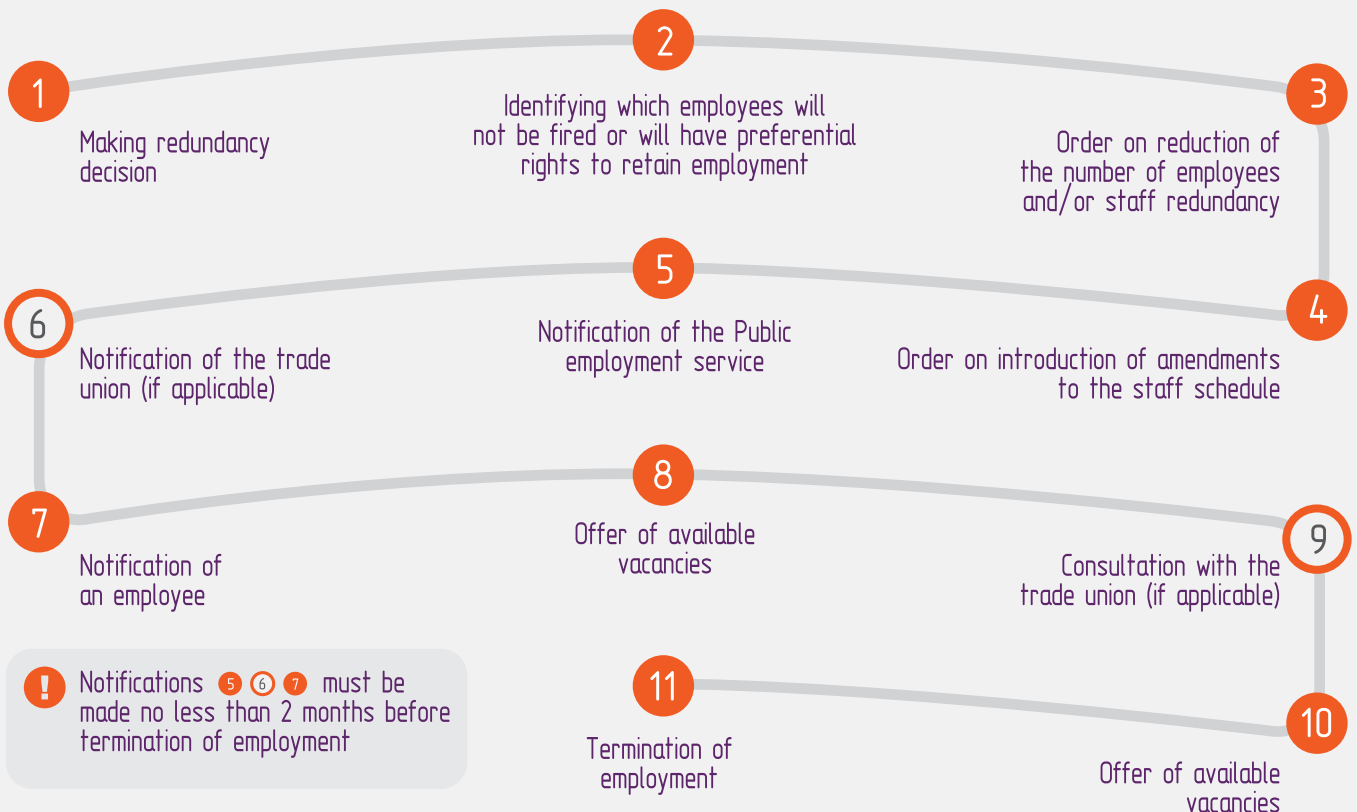 1
Making redundancy
decision
2
Identifying which employees will
not be fired or will have preferential
rights to retain employment
3
Order on reduction of
the number of employees
and/or staff redundancy
4
Order on introduction of amendments
to the staff schedule
5
Notification of the Public
employment service
6
Notification of the trade
union (if applicable)
7
Notification of
an employee
8
Offer of available
vacancies
9
Consultation with the
trade union (if applicable)
10
Offer of available
vacancies
11
Termination of
employment
! Notifications 5 6 7 must be
made no less than 2 months before
termination of employment